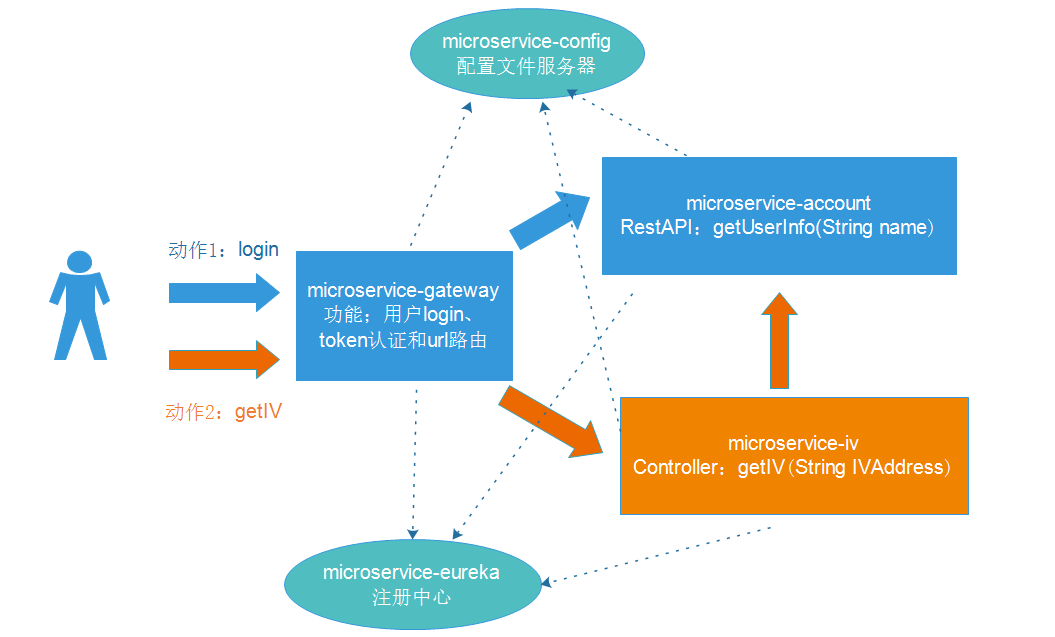 microservice-config
配置文件服务器
microservice-account
RestAPI：getUserInfo(String name)
动作1：login
microservice-gateway
功能；用户login、
token认证和url路由
动作2：getIV
microservice-iv
Controller：getIV(String IVAddress)
microservice-eureka
注册中心